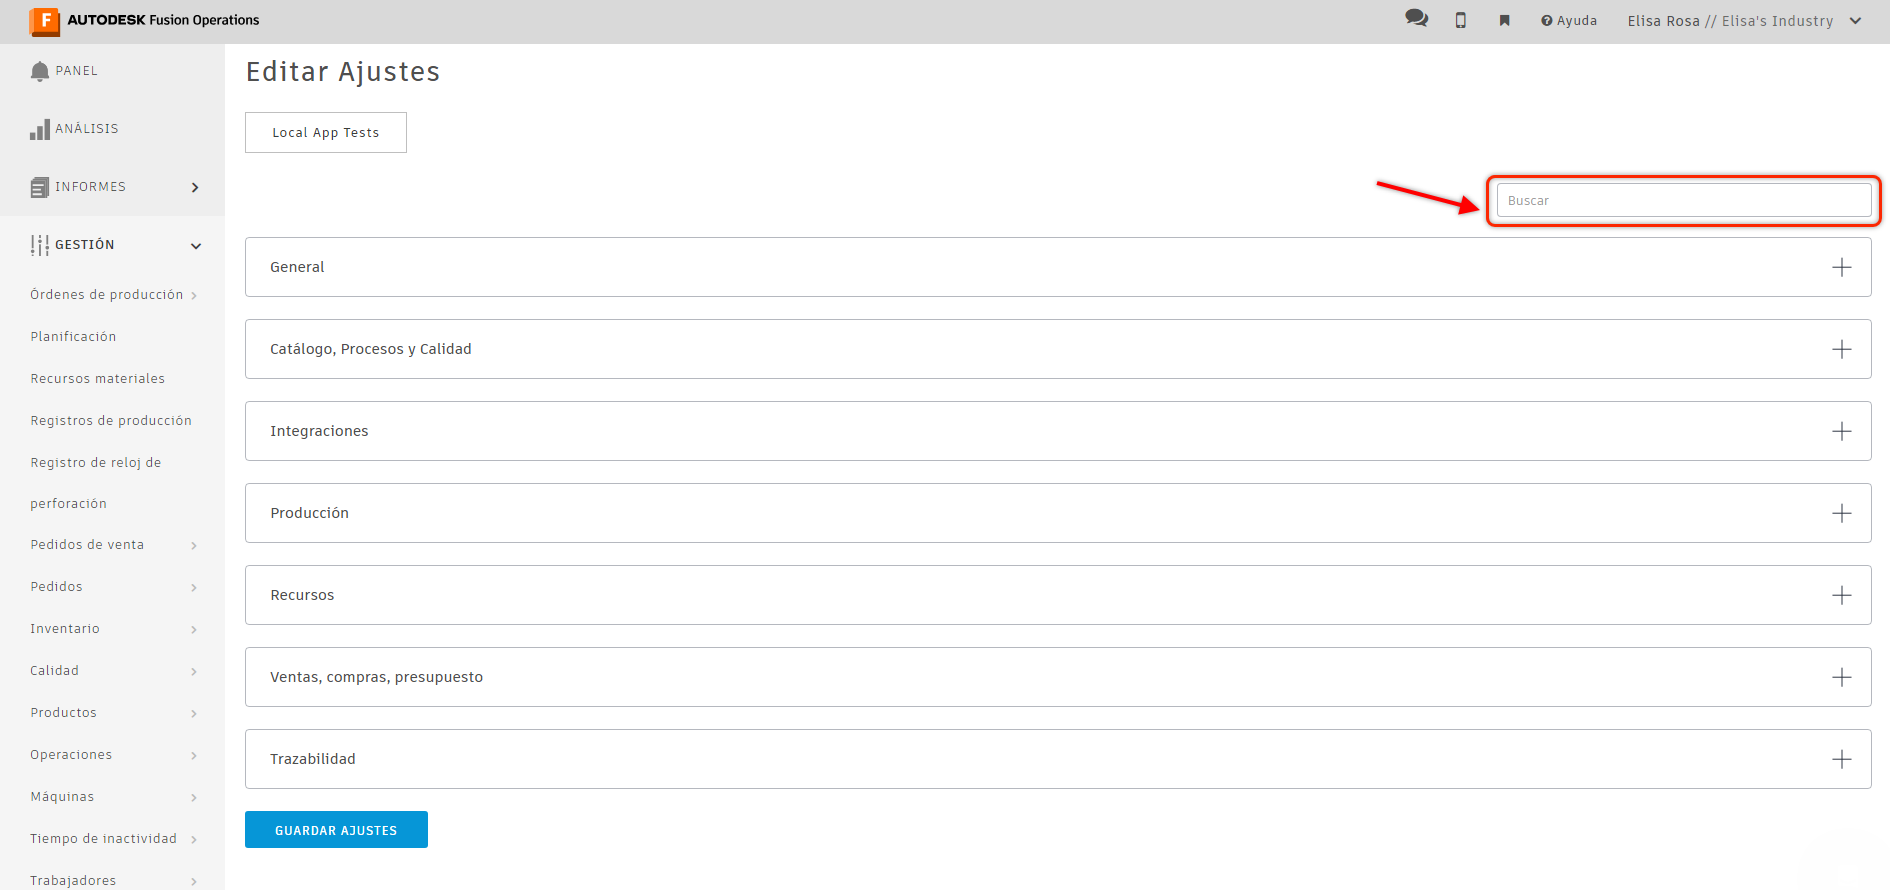 F AUTODESK Fusion Operations
Ayuda
Elisa Rosa // Elisa's Industry
PANEL
ANÁLISIS
INFORMES
GESTIÓN
Órdenes de producción
Planificación
Recursos materiales
Registros de producción
Registro de reloj de
perforación
Pedidos de venta
Pedidos
Inventario
Calidad
Productos
Operaciones
Máquinas
Tiempo de inactividad
Trabajadores
Editar Ajustes
Local App Tests
Buscar
General
Catálogo, Procesos y Calidad
Integraciones
Producción
Recursos
Ventas, compras, presupuesto
Trazabilidad
GUARDAR AJUSTES